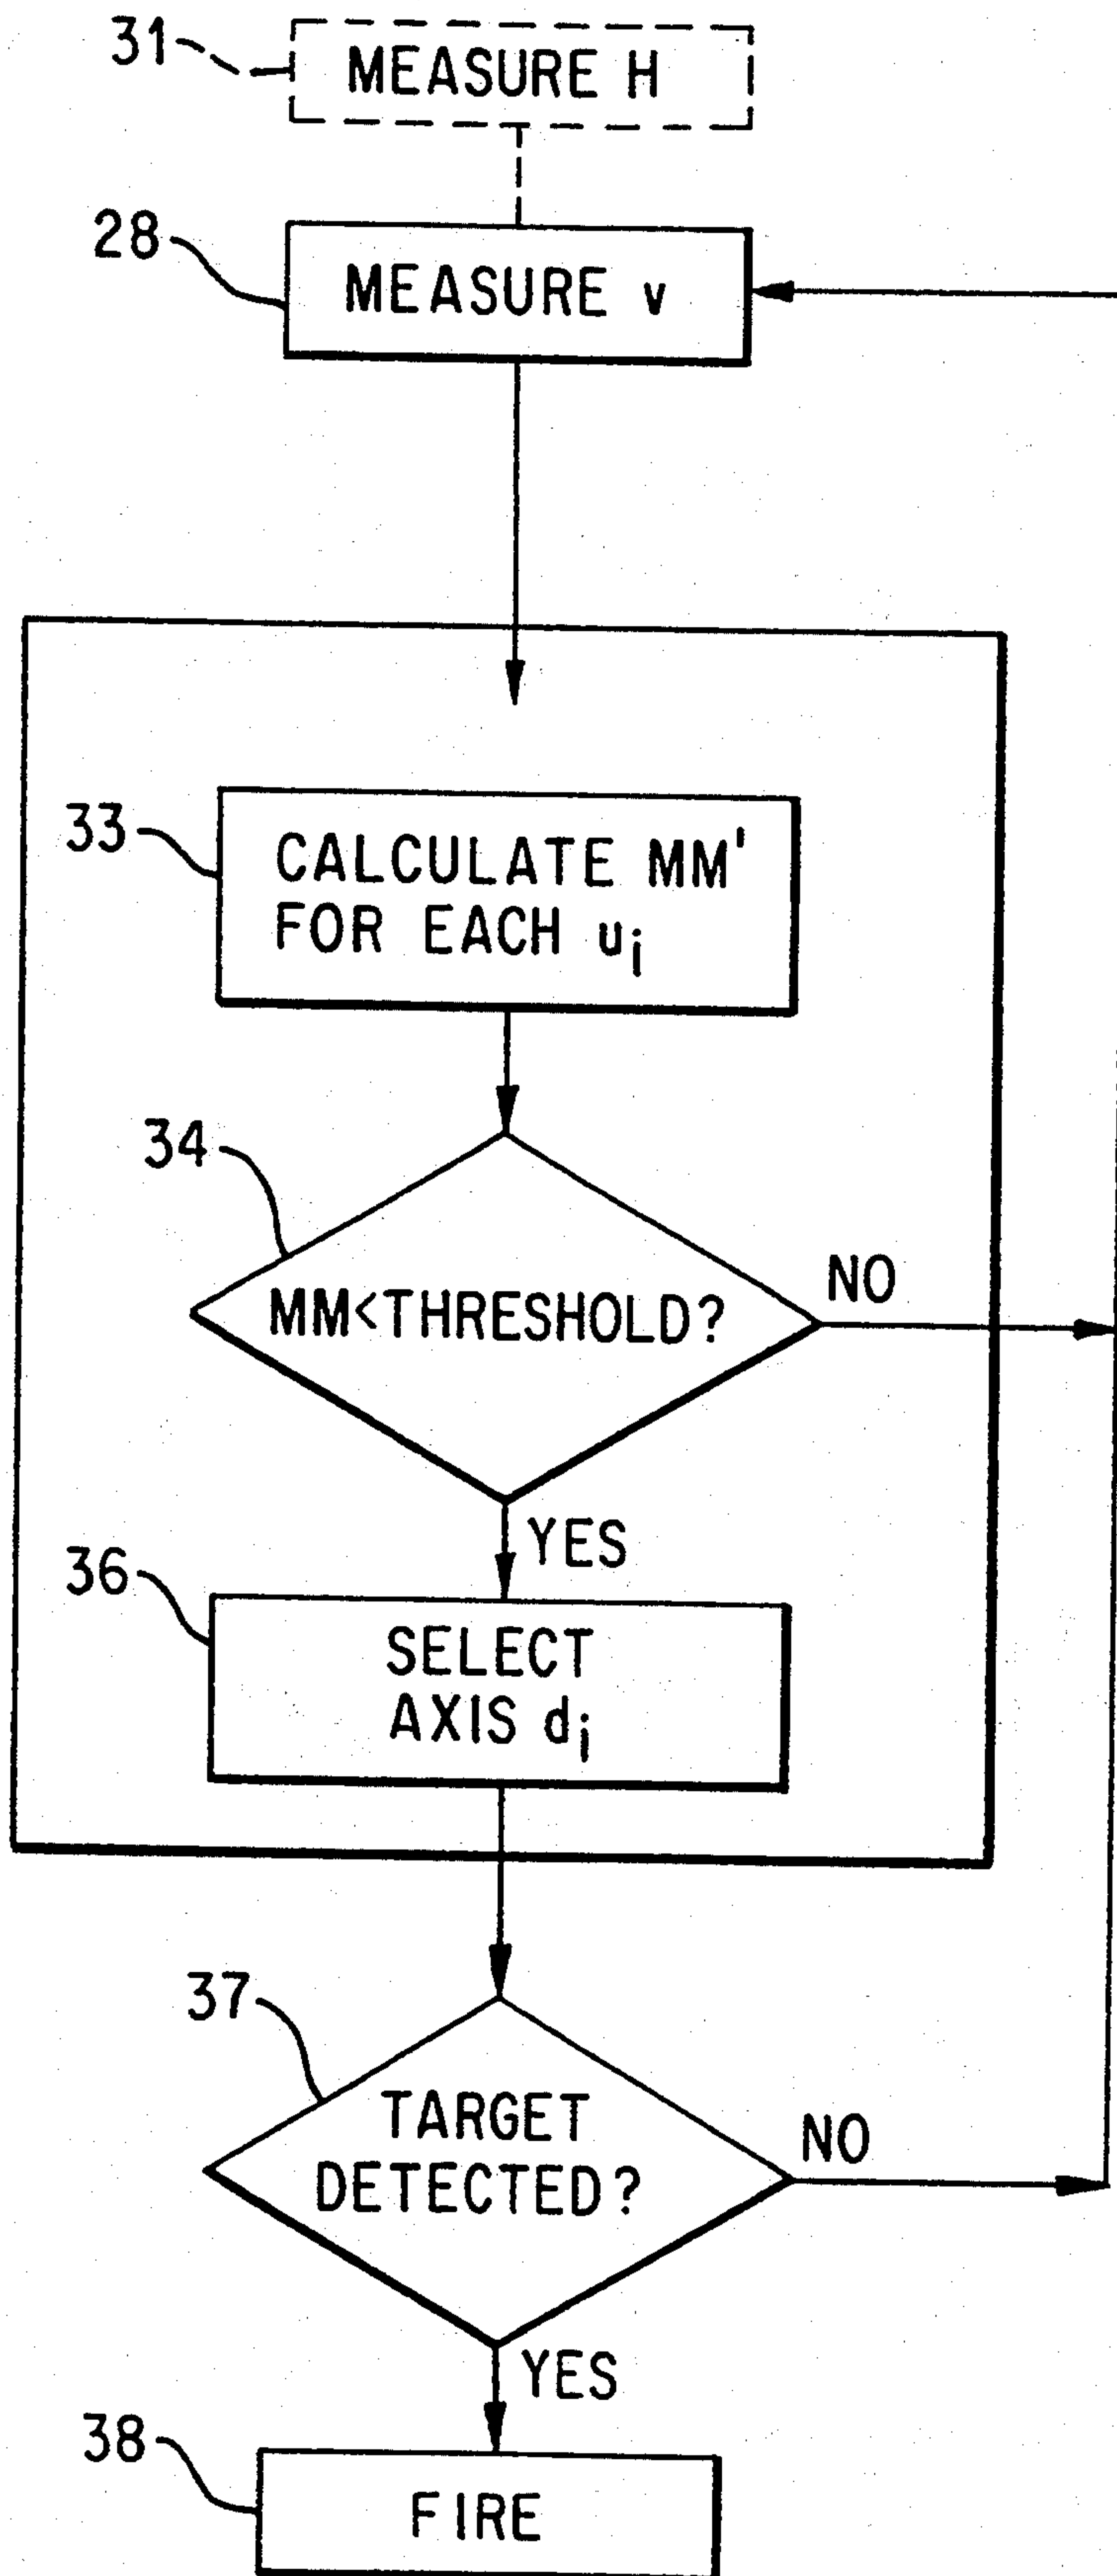 31
MEASURE H
28
MEASURE v
33
CALCULATE MM'
FOR EACH ui
34
MM<THRESHOLD?
NO
YES
36
SELECT
AXIS di
37
TARGET
DETECTED?
NO
YES
38
FIRE